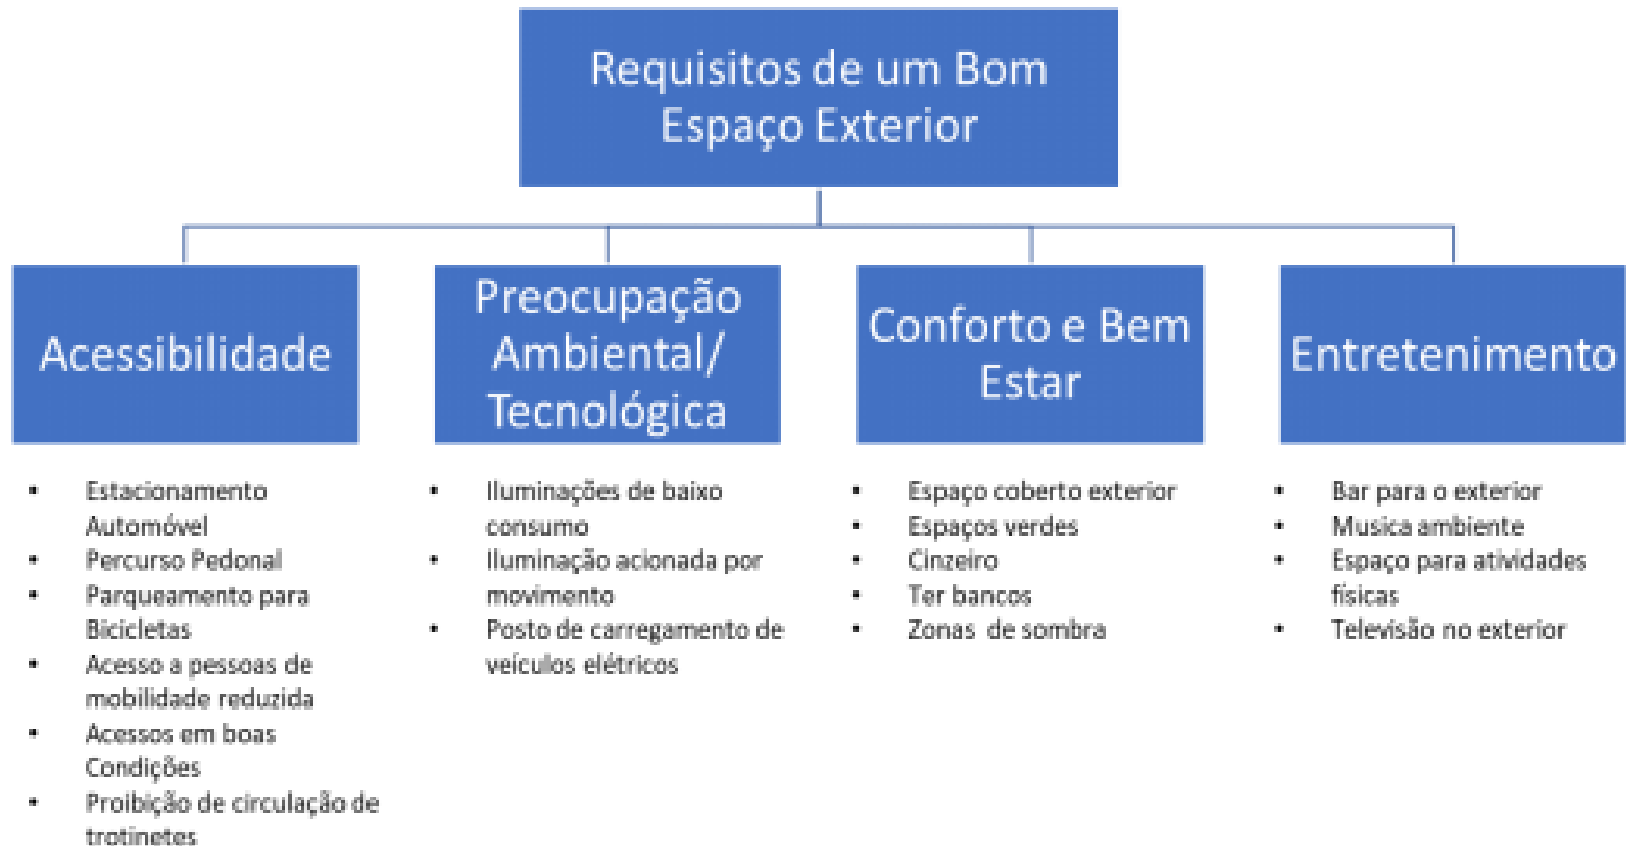 Requisitos de um Bom
Espaço Exterior
Acessibilidade
Preocupação
Ambiental/
Tecnológica
Conforto e Bem
Estar
Entretenimento
• Estacionamento
Automóvel
• Percurso Pedonal
• Parqueamento para
Bicicletas
• Acesso a pessoas de
mobilidade reduzida
• Acessos em boas
Condições
• Proibição de circulação de
trotinetes
• Iluminações de baixo
consumo
• Iluminação acionada por
movimento
• Posto de carregamento de
veículos elétricos
• Espaço coberto exterior
• Espaços verdes
• Cinzeiro
• Ter bancos
• Zonas de sombra
• Bar para o exterior
• Musica ambiente
• Espaço para atividades
físicas
• Televisão no exterior